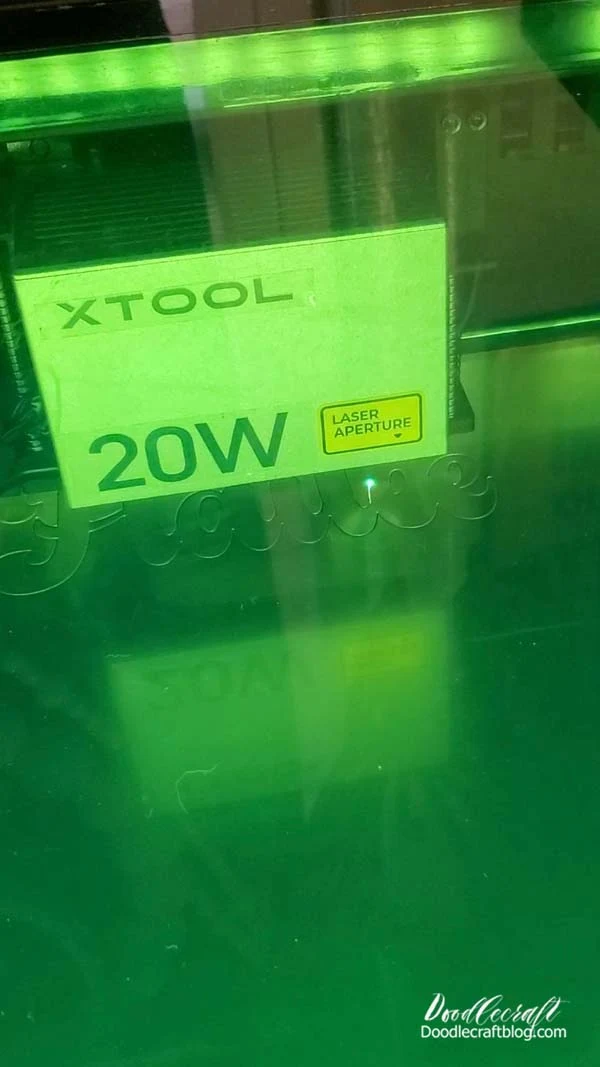 XTOOL
20W
LASER
APERTURE
Doodlecraft
Doodlecraftblog.com